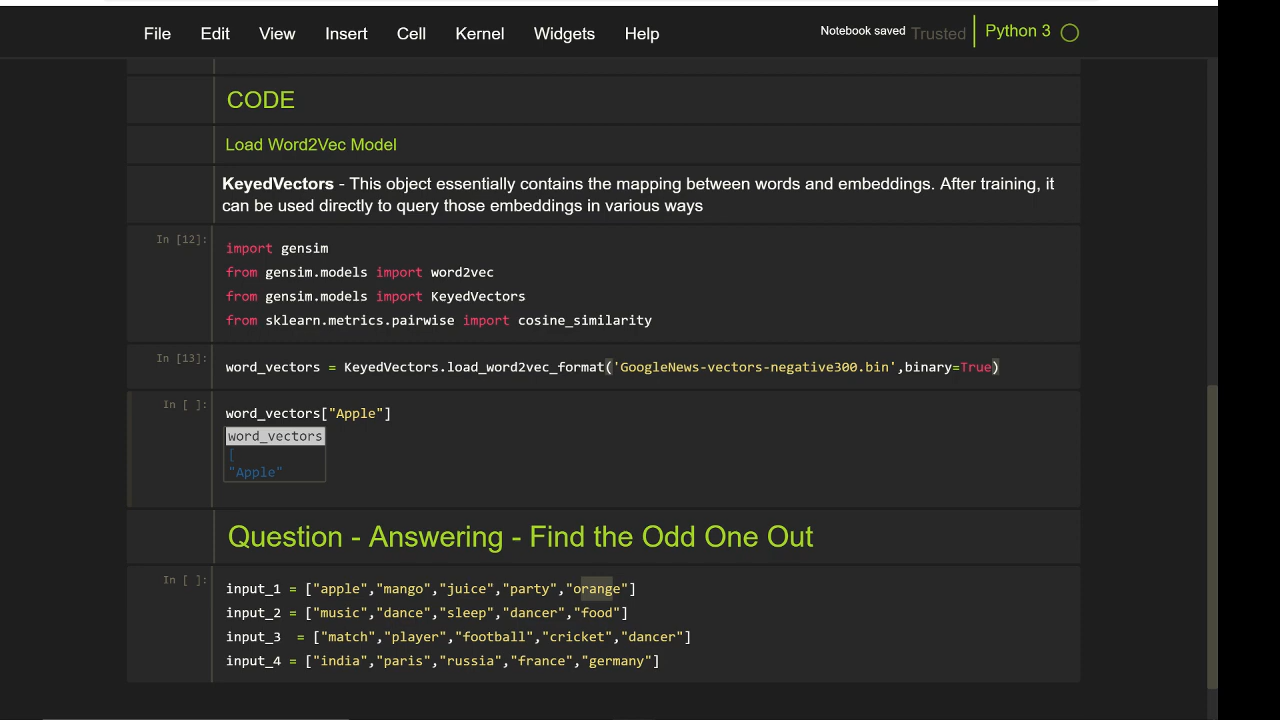 File Edit View Insert Cell Kernel Widgets Help Notebook saved Trusted Python 3
CODE
Load Word2Vec Model
KeyedVectors - This object essentially contains the mapping between words and embeddings. After training, it
can be used directly to query those embeddings in various ways
In [12]: import gensim
from gensim.models import word2vec
from gensim.models import KeyedVectors
from sklearn.metrics.pairwise import cosine_similarity
In [13]: word_vectors = KeyedVectors.load_word2vec_format('GoogleNews-vectors-negative300.bin',binary=True)
In [ ]: word_vectors["Apple"]
word_vectors
[
"Apple"
Question - Answering - Find the Odd One Out
In [ ]: input_1 = ["apple","mango","juice","party","orange"]
input_2 = ["music","dance","sleep","dancer","food"]
input_3  = ["match","player","football","cricket","dancer"]
input_4 = ["india","paris","russia","france","germany"]